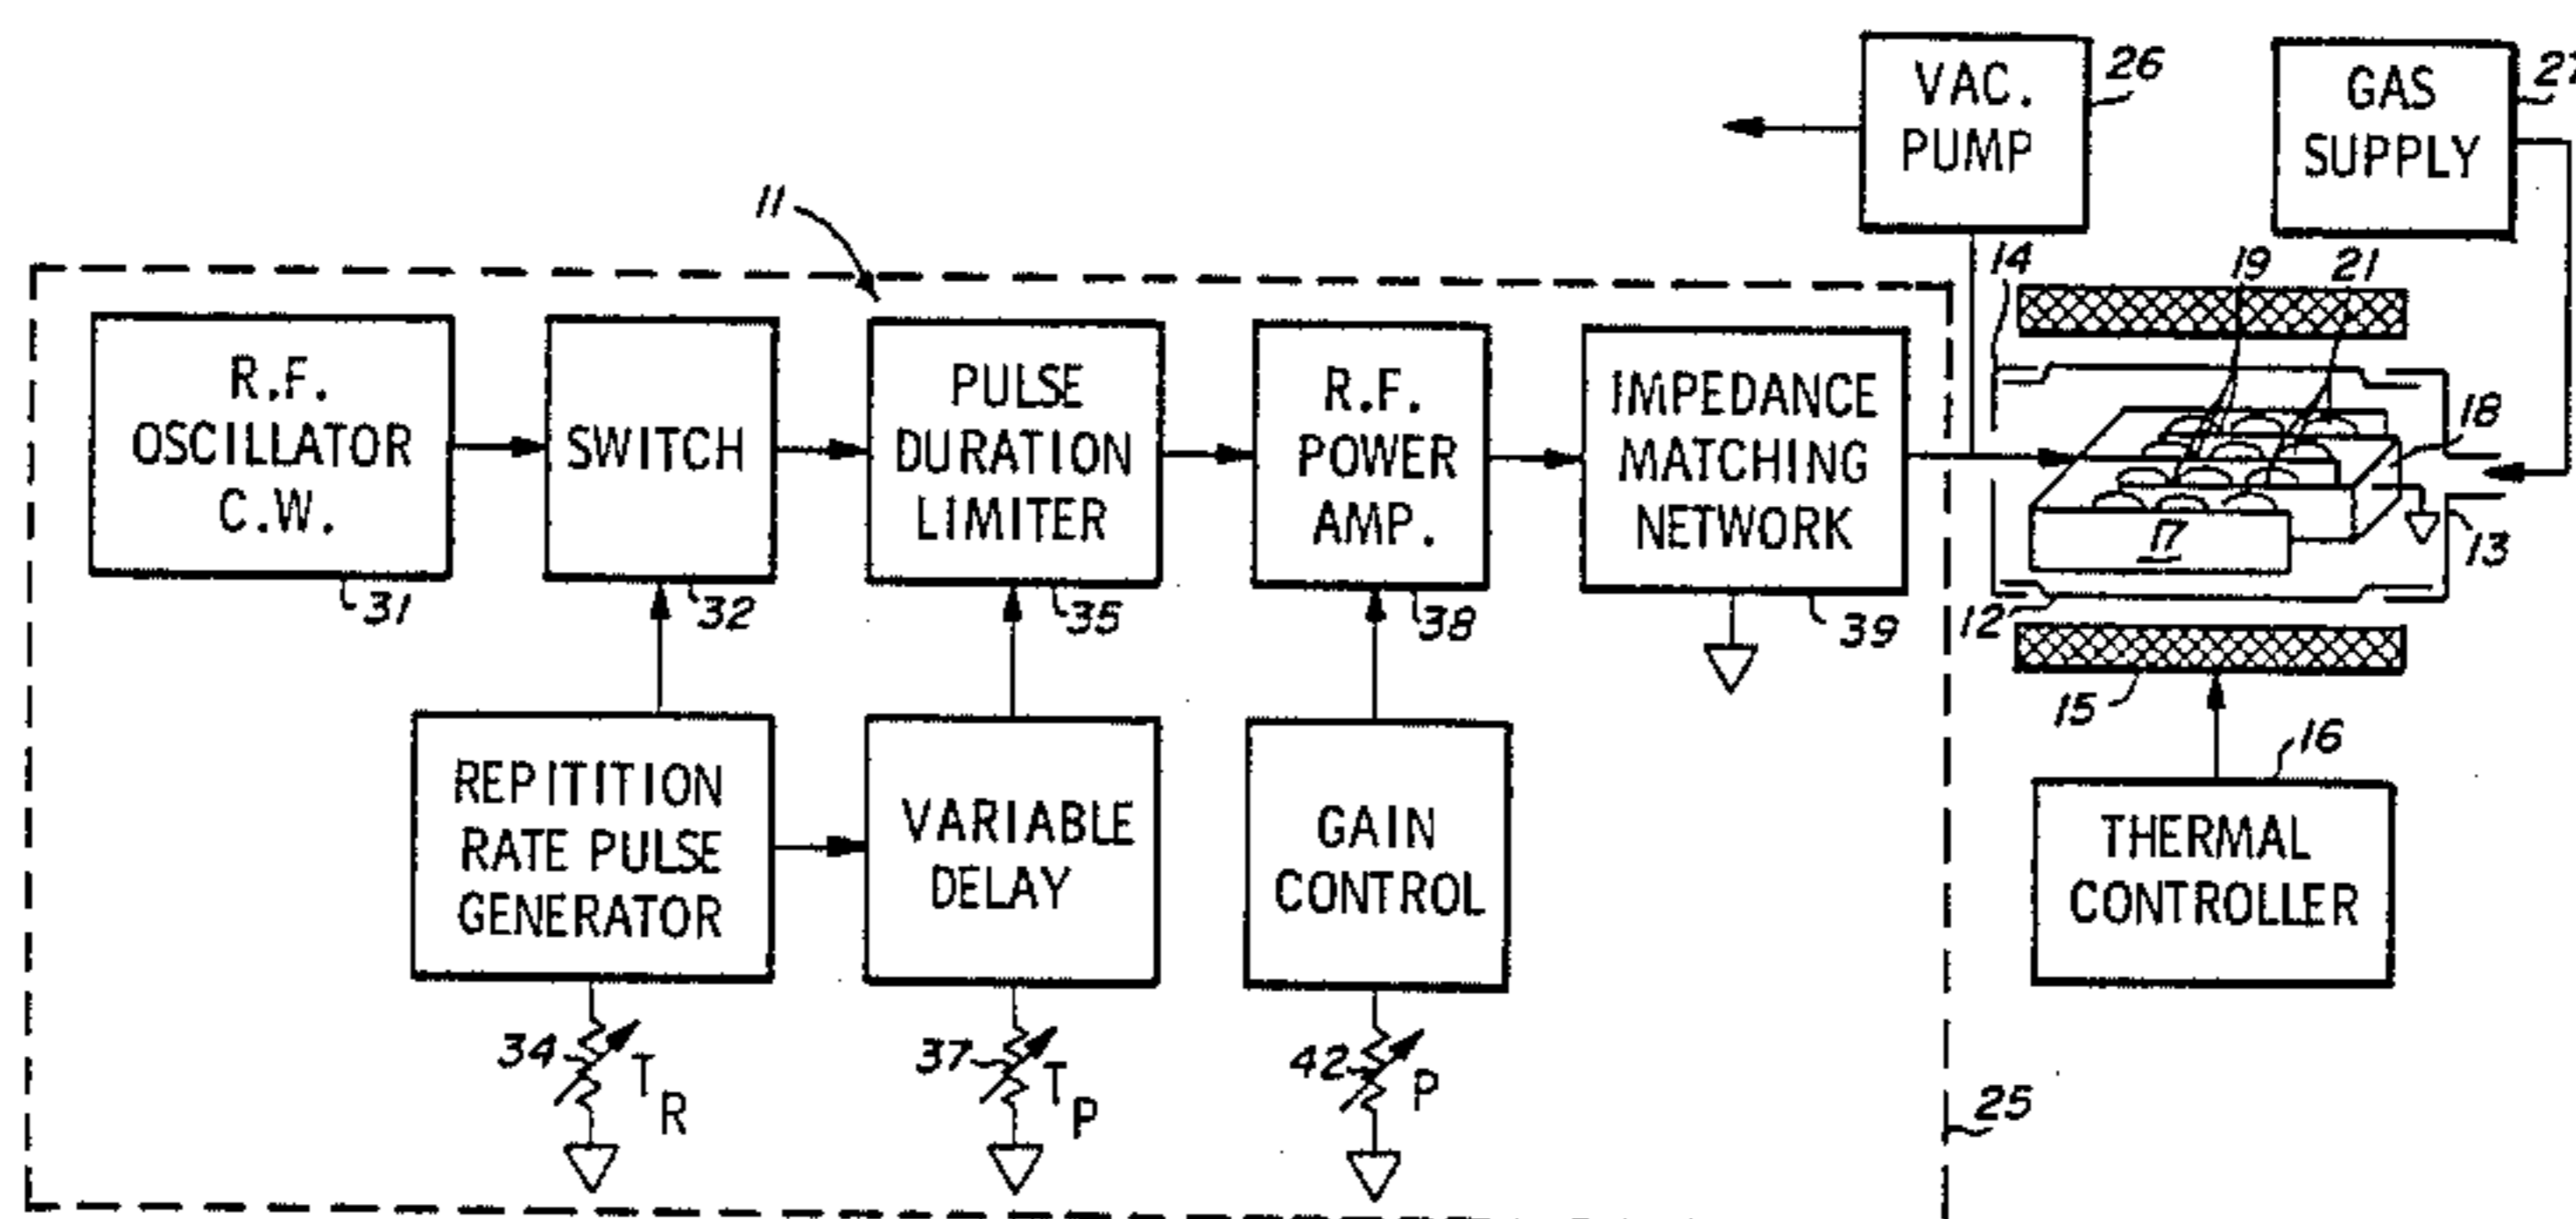 VAC.
PUMP
26
GAS
SUPPLY
27
11
14
19
21
R.F.
OSCILLATOR
C.W.
31
SWITCH
32
PULSE
DURATION
LIMITER
35
R.F.
POWER
AMP.
38
IMPEDANCE
MATCHING
NETWORK
39
18
17
13
12
15
16
REPITITION
RATE PULSE
GENERATOR
VARIABLE
DELAY
GAIN
CONTROL
THERMAL
CONTROLLER
34
T
R
37
T
P
42
P
25